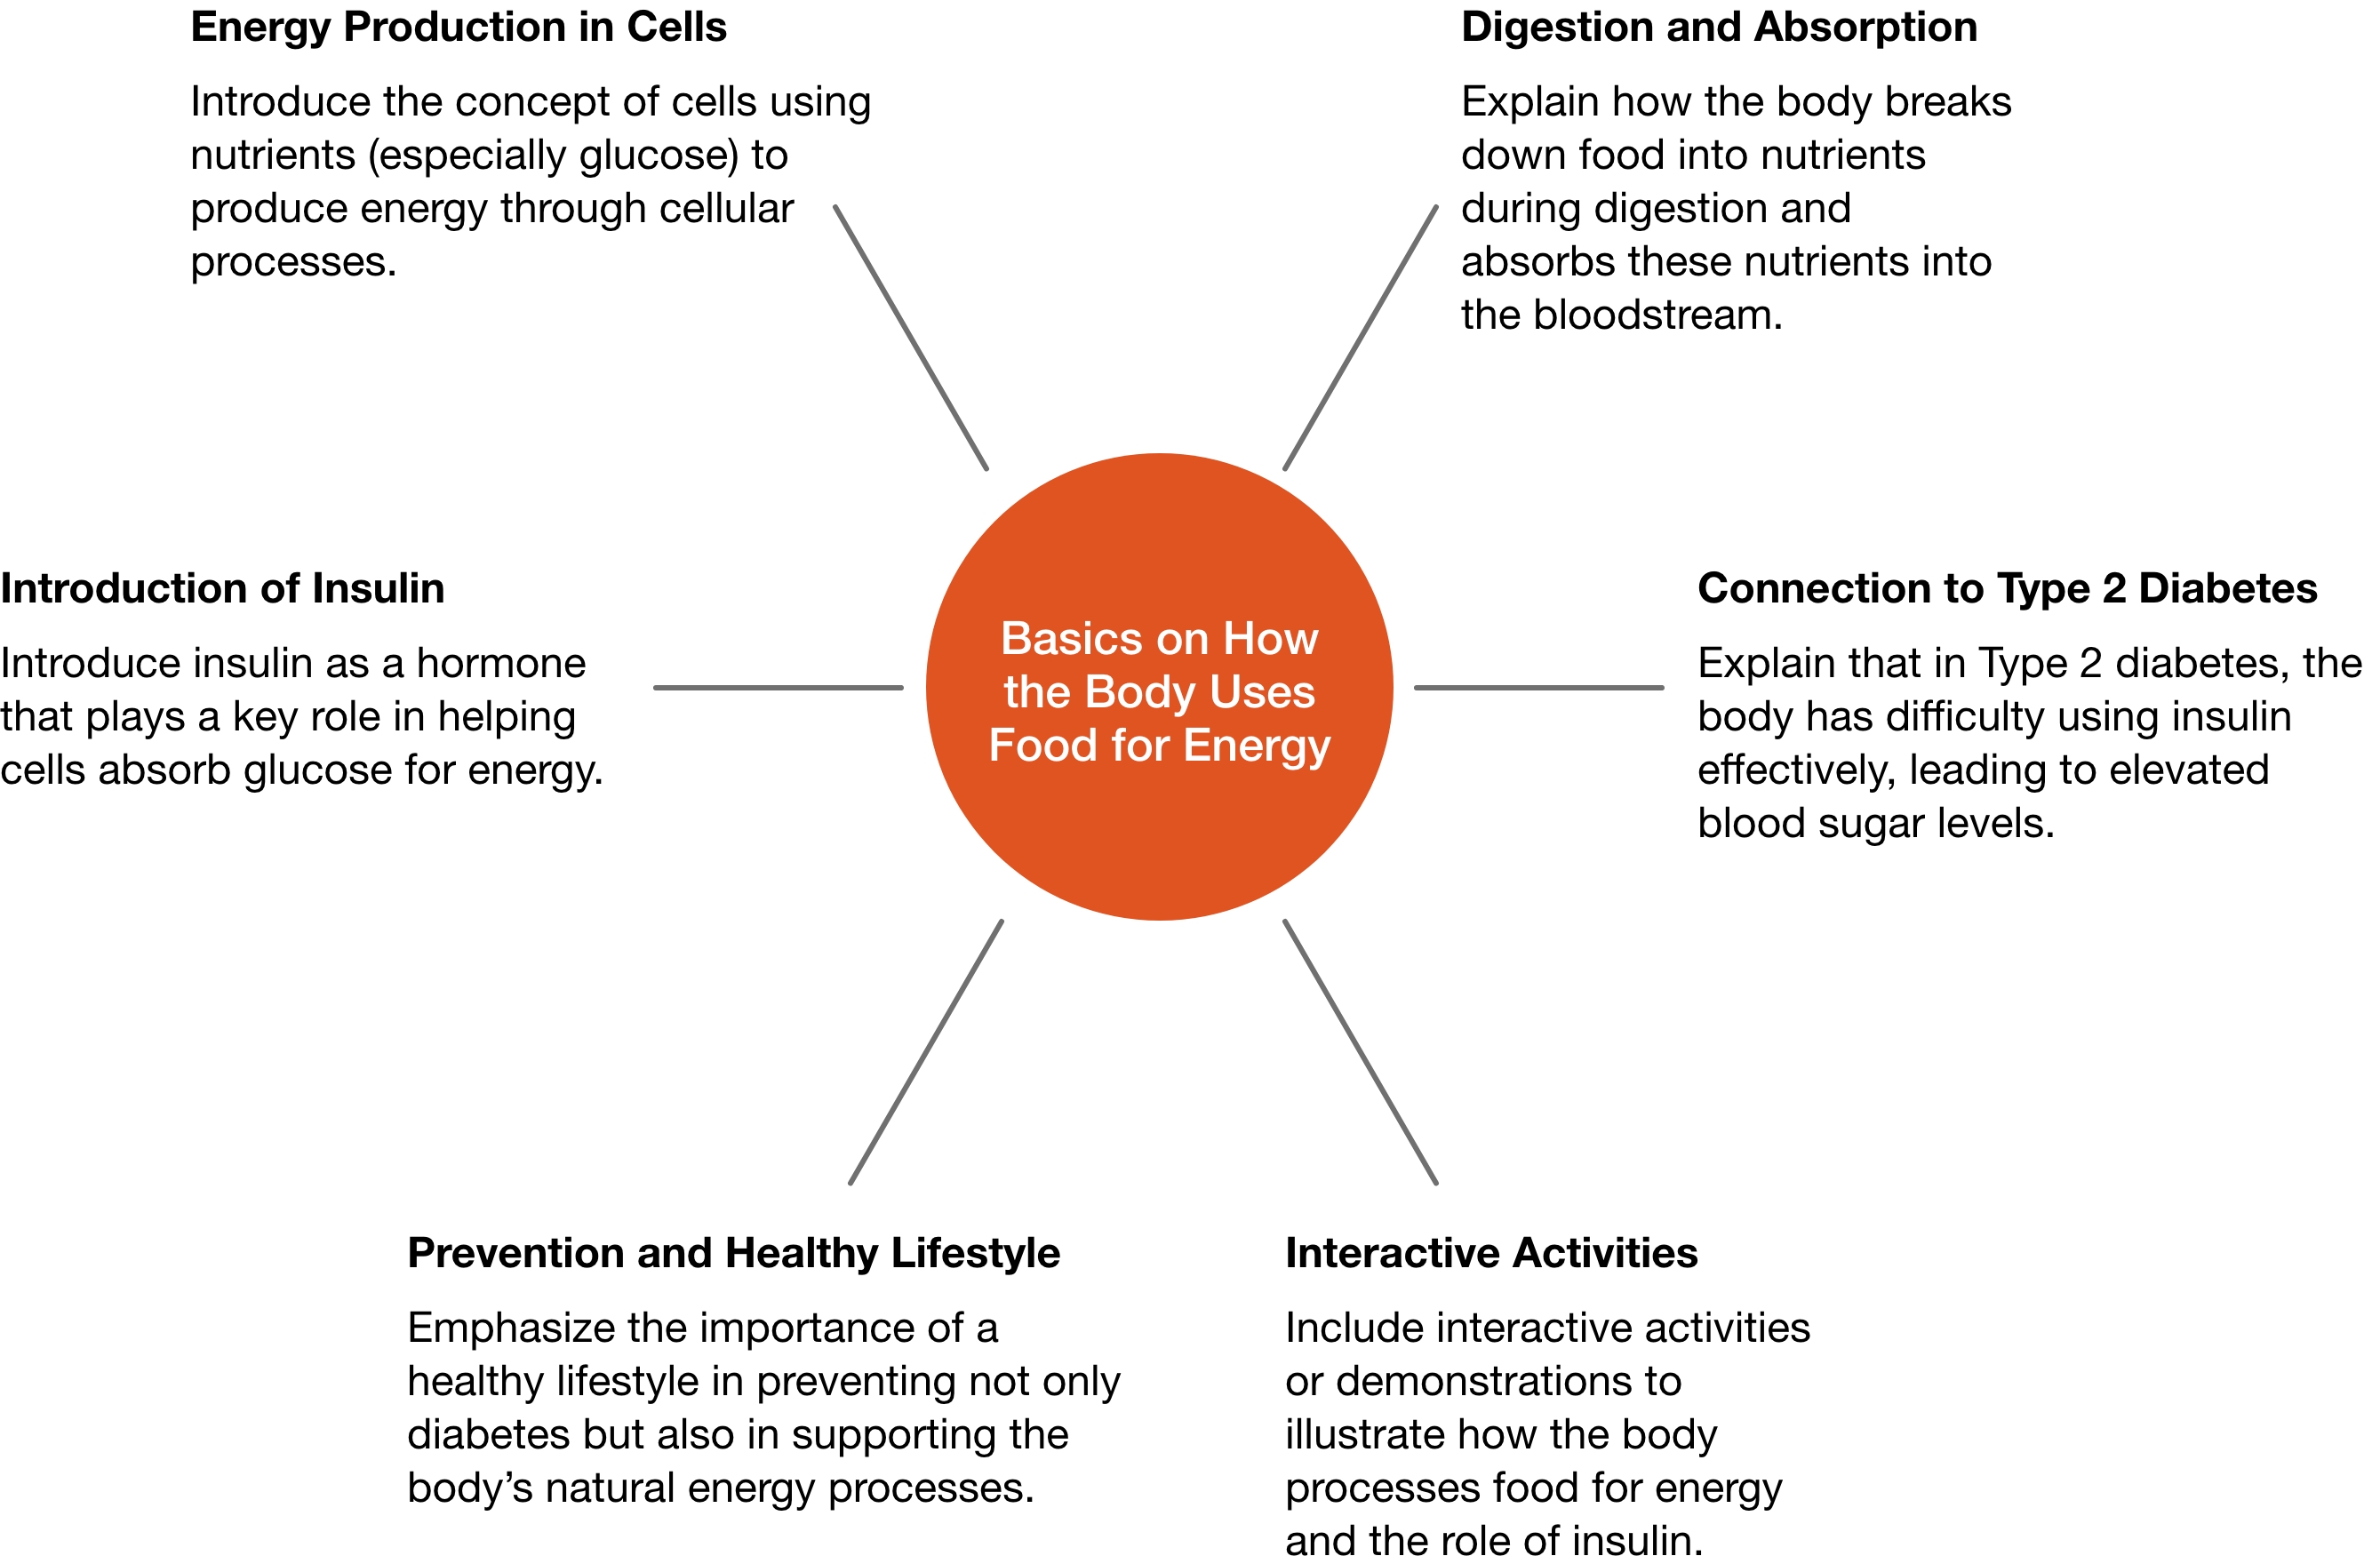 Energy Production in Cells
Introduce the concept of cells using
nutrients (especially glucose) to
produce energy through cellular
processes.
Digestion and Absorption
Explain how the body breaks
down food into nutrients
during digestion and
absorbs these nutrients into
the bloodstream.
Introduction of Insulin
Introduce insulin as a hormone
that plays a key role in helping
cells absorb glucose for energy.
Basics on How
the Body Uses
Food for Energy
Connection to Type 2 Diabetes
Explain that in Type 2 diabetes, the
body has difficulty using insulin
effectively, leading to elevated
blood sugar levels.
Prevention and Healthy Lifestyle
Emphasize the importance of a
healthy lifestyle in preventing not only
diabetes but also in supporting the
body’s natural energy processes.
Interactive Activities
Include interactive activities
or demonstrations to
illustrate how the body
processes food for energy
and the role of insulin.